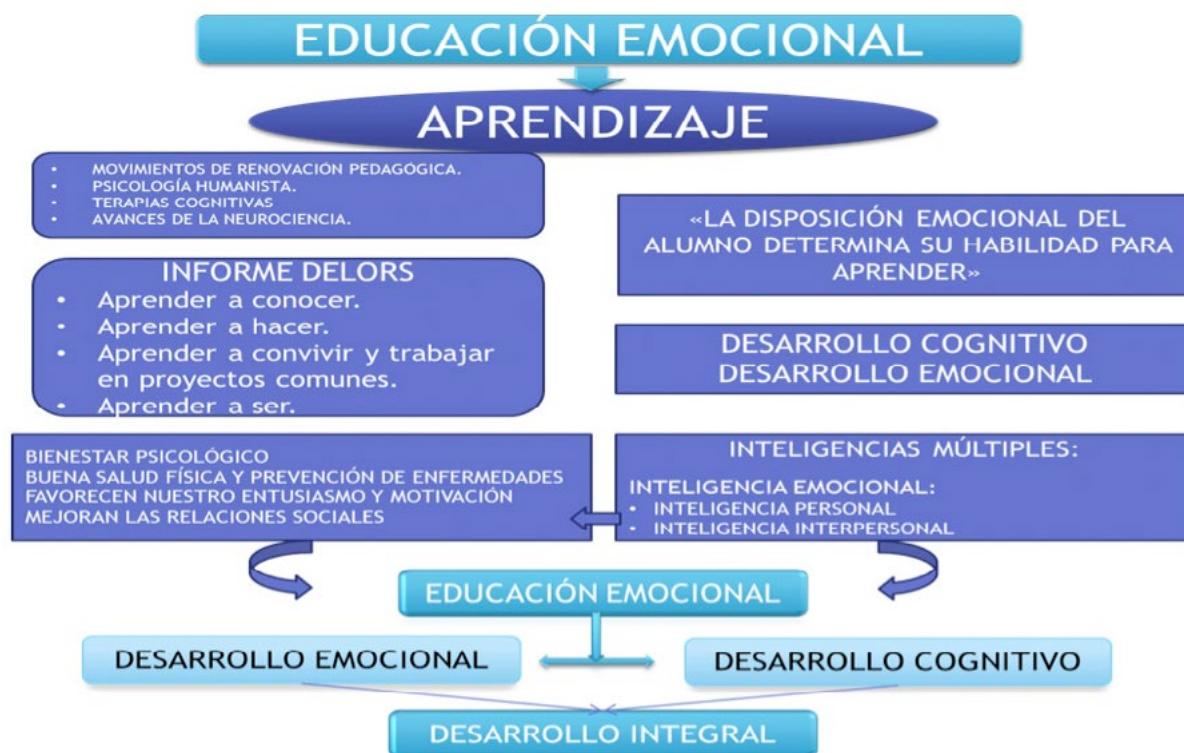 EDUCACIÓN EMOCIONAL
APRENDIZAJE
• MOVIMIENTOS DE RENOVACIÓN PEDAGÓGICA.
• PSICOLOGÍA HUMANISTA.
• TERAPIAS COGNITIVAS
• AVANCES DE LA NEUROCIENCIA.
INFORME DELORS
• Aprender a conocer.
• Aprender a hacer.
• Aprender a convivir y trabajar
en proyectos comunes.
• Aprender a ser.
«LA DISPOSICIÓN EMOCIONAL DEL
ALUMNO DETERMINA SU HABILIDAD PARA
APRENDER»
DESARROLLO COGNITIVO
DESARROLLO EMOCIONAL
BIENESTAR PSICOLÓGICO
BUENA SALUD FÍSICA Y PREVENCIÓN DE ENFERMEDADES
FAVORECEN NUESTRO ENTUSIASMO Y MOTIVACIÓN
MEJORAN LAS RELACIONES SOCIALES
INTELIGENCIAS MÚLTIPLES:
INTELIGENCIA EMOCIONAL:
• INTELIGENCIA PERSONAL
• INTELIGENCIA INTERPERSONAL
EDUCACIÓN EMOCIONAL
DESARROLLO EMOCIONAL
DESARROLLO COGNITIVO
DESARROLLO INTEGRAL